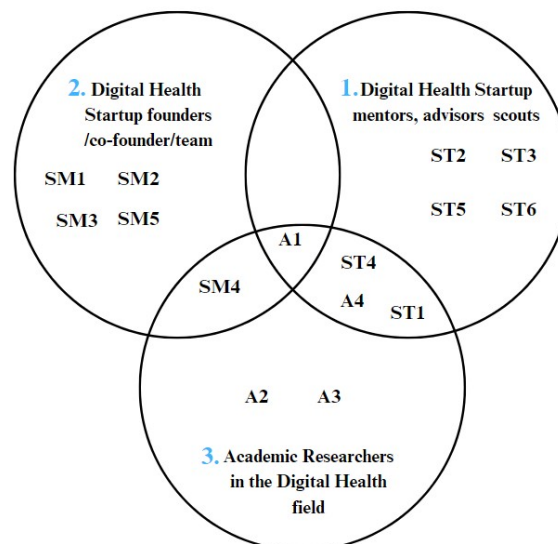 2. Digital Health
Startup founders
/co-founder/team
SM1 SM2
SM3 SM5
1. Digital Health Startup
mentors, advisors scouts
ST2 ST3
ST5 ST6
A1
ST4
SM4
A4
ST1
A2 A3
3. Academic Researchers
in the Digital Health
field